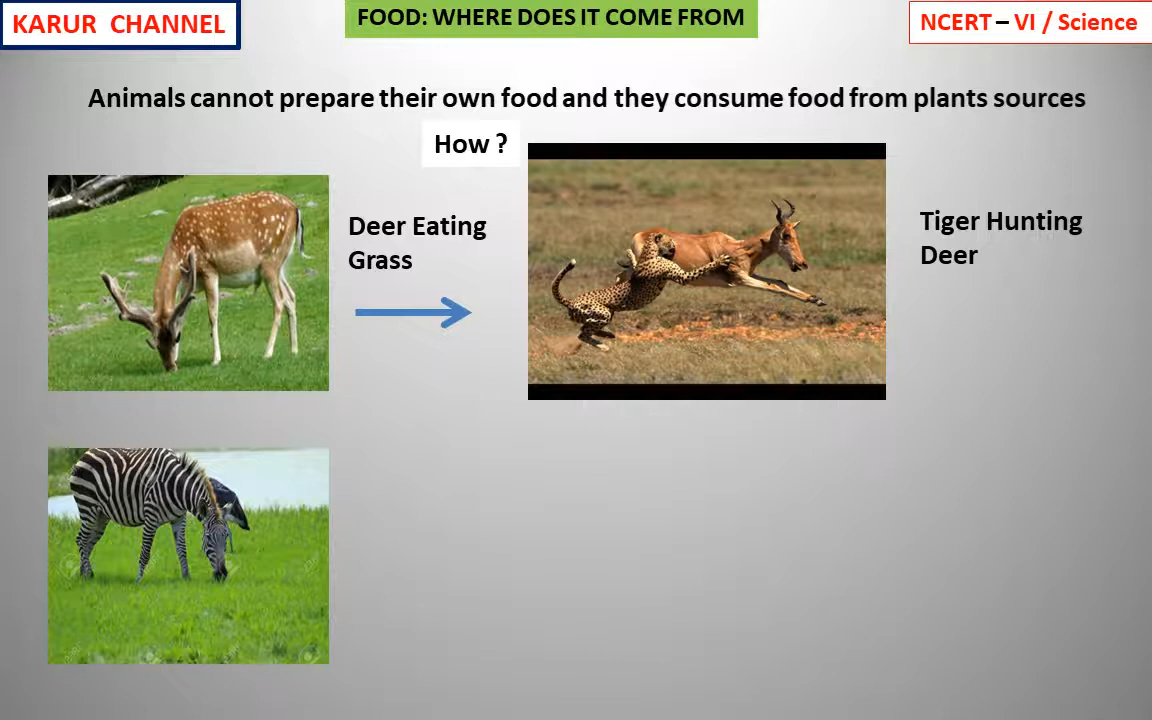 KARUR CHANNEL
FOOD: WHERE DOES IT COME FROM
NCERT – VI / Science
Animals cannot prepare their own food and they consume food from plants sources
How ?
Deer Eating
Grass
Tiger Hunting
Deer